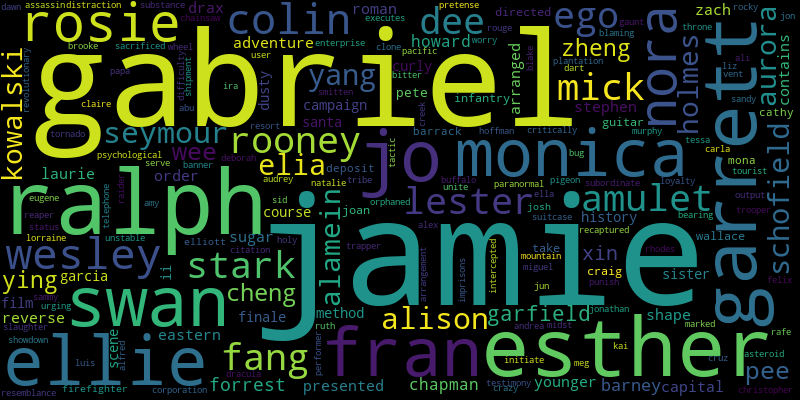 dawn
assassin
distraction
substance
drax
roman
executes
dee
ego
directed
pretense
rocky
jon
rosie
colin
chainsaw
howard
pacific
rouge
zach
gaunt
throne
blaming
contains
aurora
kowalski
revolutionary
gabriel
adventure
enterprise
clone
worry
curly
bitter
arranged
zheng
nora
holmes
garrett
brooke
sacrificed
wheel
difficulty
shipment
papa
user
yang
smitten
dusty
ira
campaign
pete
infantry
mick
dart
blake
plantation
ali
liz
vent
sandy
claire
abu
stephen
tornado
seymour
resort
santa
barrack
creek
hoffman
critically
guitar
murphy
tessa
cathy
psychological
wee
rooney
deborah
tactic
jo
monica
bug
carla
mona
tourist
laurie
serve
banner
elia
deposit
buffalo
paranormal
pigeon
subordinate
loyalty
output
trooper
order
audrey
natalie
tribe
unite
ella
orphaned
amulet
bearing
schofield
eugene
reaper
status
telephone
amy
raider
ralph
sid
course
joan
lester
josh
suitcase
history
recaptured
wallace
lorraine
unstable
elliott
sugar
holy
citation
alamein
alex
trapper
jamie
wesley
garcia
li
stark
arrangement
imprisons
intercepted
mountain
miguel
take
xin
craig
punish
sister
rhodes
felix
ying
film
sammy
urging
reverse
swan
cheng
jun
slaughter
scene
finale
method
alison
garfield
jonathan
shape
showdown
eastern
ruth
performer
andrea
midst
marked
rafe
luis
alfred
fang
fran
esther
initiate
kai
meg
cruz
asteroid
ellie
dracula
resemblance
firefighter
corporation
forrest
presented
chapman
testimony
crazy
younger
barney
capital
pee
christopher